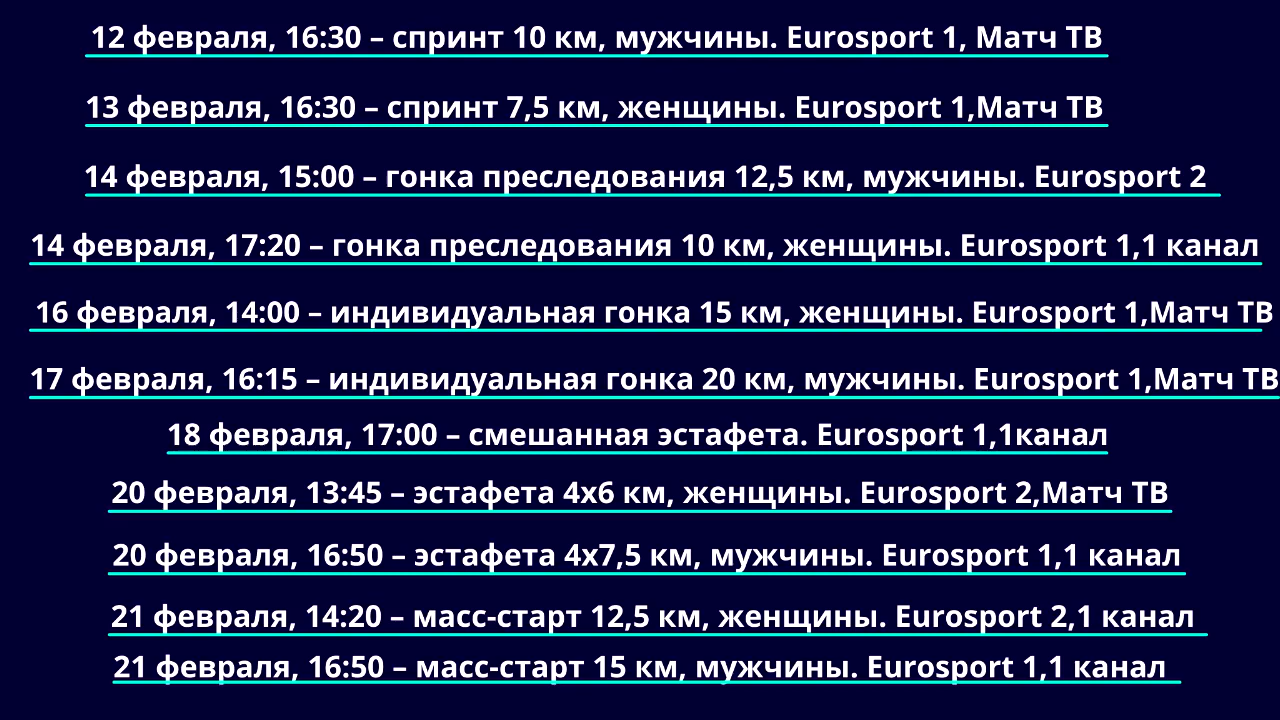 12 февраля, 16:30 – спринт 10 км, мужчины. Eurosport 1, Матч ТВ
13 февраля, 16:30 – спринт 7,5 км, женщины. Eurosport 1,Матч ТВ
14 февраля, 15:00 – гонка преследования 12,5 км, мужчины. Eurosport 2
14 февраля, 17:20 – гонка преследования 10 км, женщины. Eurosport 1,1 канал
16 февраля, 14:00 – индивидуальная гонка 15 км, женщины. Eurosport 1,Матч ТВ
17 февраля, 16:15 – индивидуальная гонка 20 км, мужчины. Eurosport 1,Матч ТВ
18 февраля, 17:00 – смешанная эстафета. Eurosport 1,1канал
20 февраля, 13:45 – эстафета 4х6 км, женщины. Eurosport 2,Матч ТВ
20 февраля, 16:50 – эстафета 4х7,5 км, мужчины. Eurosport 1,1 канал
21 февраля, 14:20 – масс-старт 12,5 км, женщины. Eurosport 2,1 канал
21 февраля, 16:50 – масс-старт 15 км, мужчины. Eurosport 1,1 канал